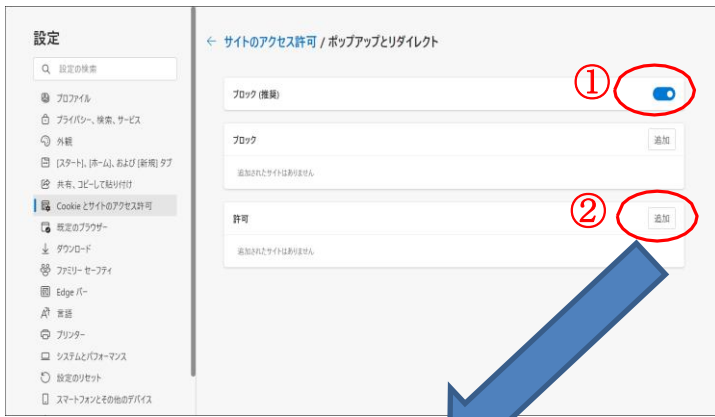 設定
設定の検索
プロファイル
プライバシー、検索、サービス
外観
[スタート]、[ホーム]、および [新規] タブ
共有、コピーして貼り付け
Cookie とサイトのアクセス許可
既定のブラウザー
ダウンロード
ファミリー セーフティ
Edge バー
言語
プリンター
システムとパフォーマンス
設定のリセット
スマートフォンとその他のデバイス
← サイトのアクセス許可 / ポップアップとリダイレクト
ブロック (推奨)
①
ブロック
追加
追加されたサイトはありません
許可
②
追加
追加されたサイトはありません